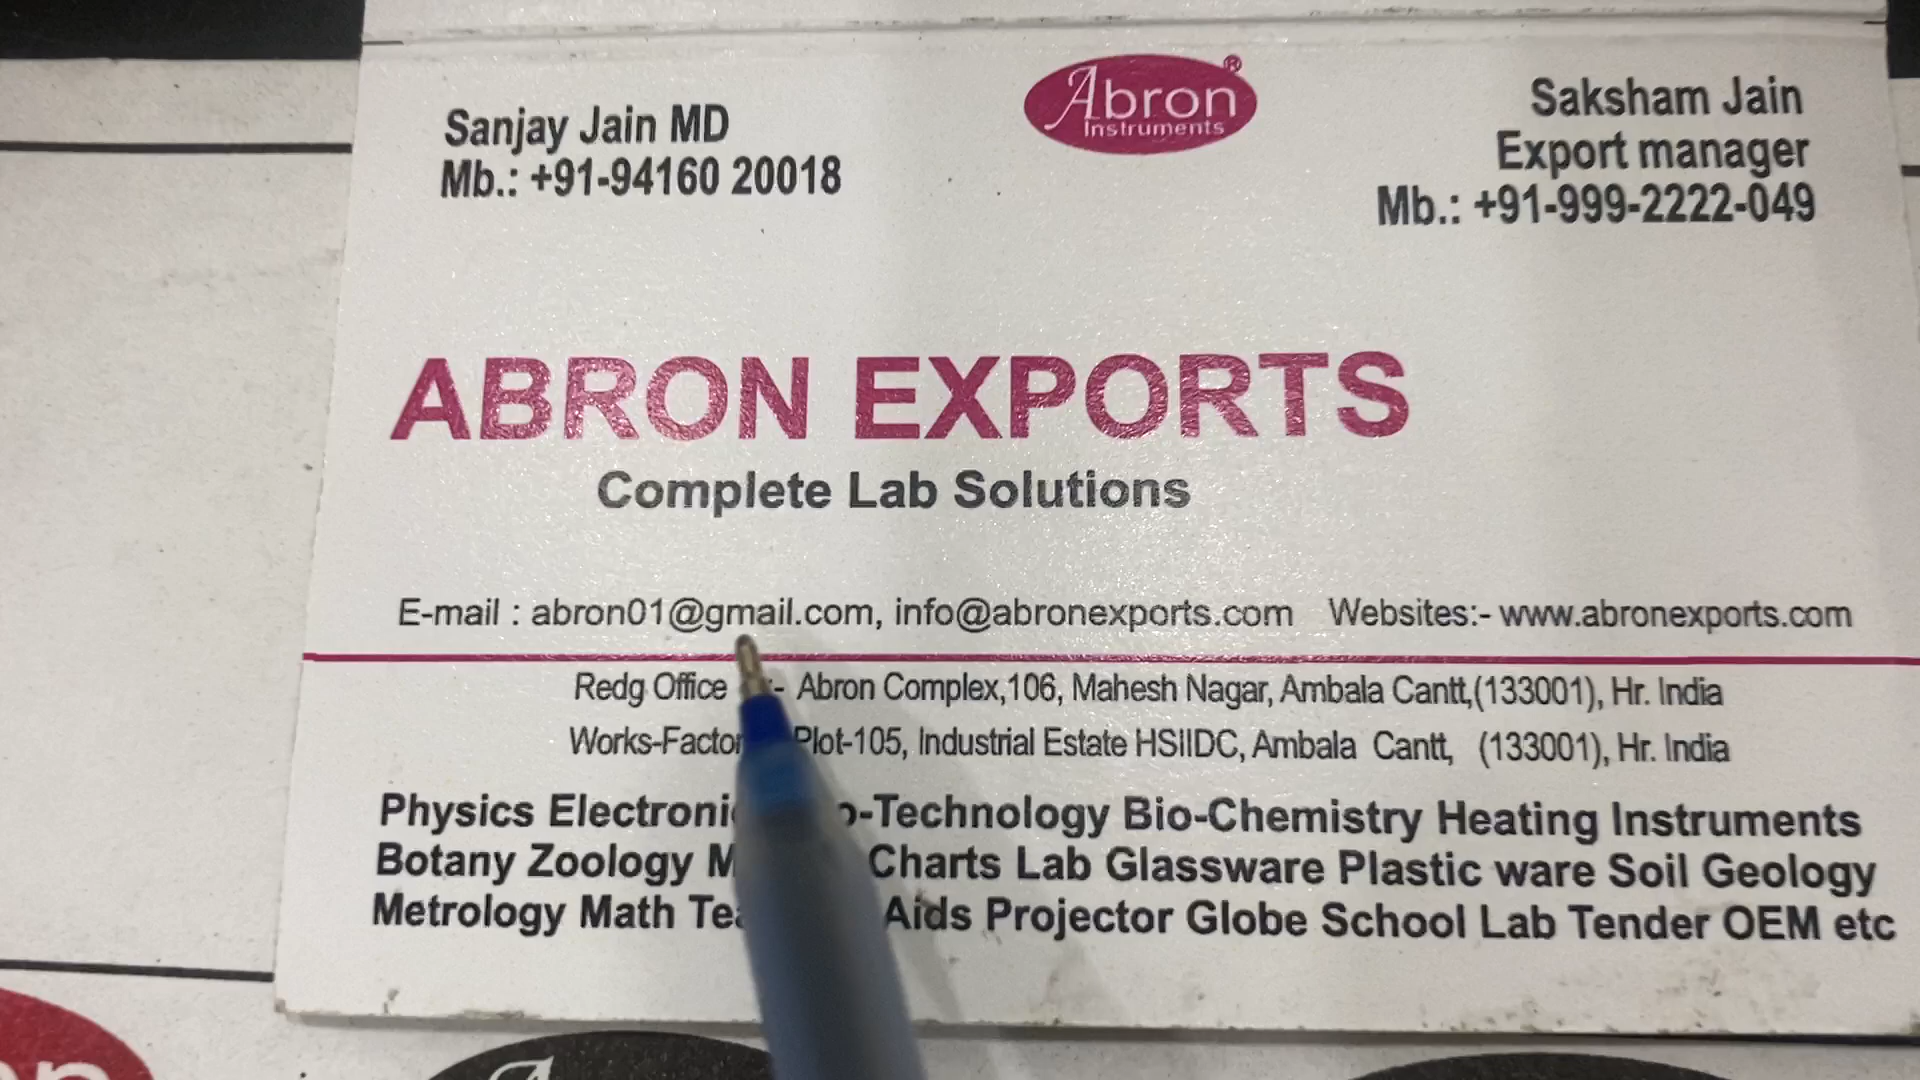 Sanjay Jain MD
Mb.: +91-94160 20018
Abron®
Instruments
Saksham Jain
Export manager
Mb.: +91-999-2222-049
ABRON EXPORTS
Complete Lab Solutions
E-mail : abron01@gmail.com, info@abronexports.com Websites:- www.abronexports.com
Redg Office :- Abron Complex,106, Mahesh Nagar, Ambala Cantt,(133001), Hr. India
Plot-105, Industrial Estate HSIIDC, Ambala Cantt, (133001), Hr. India
Physics Bio-Chemistry Heating Instruments
Botany Zoology Charts Lab Glassware Plastic ware Soil Geology
Metrology Math Aids Projector Globe School Lab Tender OEM etc